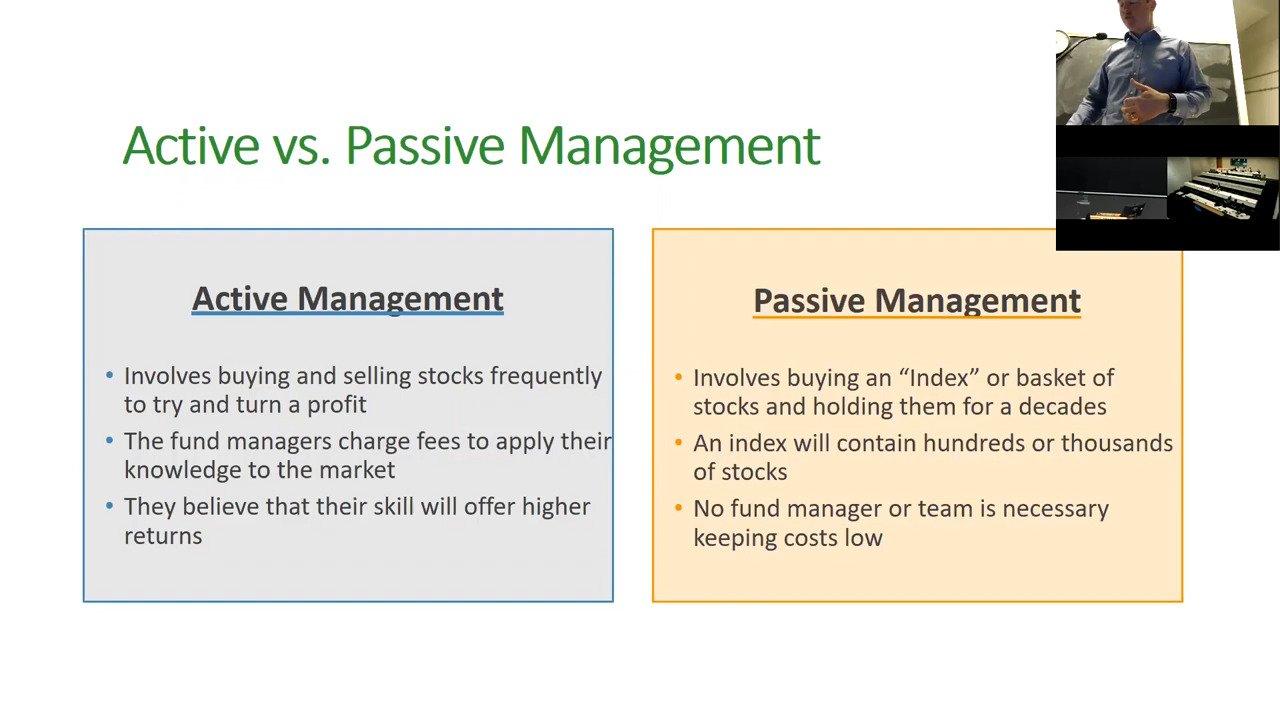 Active vs. Passive Management
Active Management
• Involves buying and selling stocks frequently
to try and turn a profit
• The fund managers charge fees to apply their
knowledge to the market
• They believe that their skill will offer higher
returns
Passive Management
• Involves buying an “Index” or basket of
stocks and holding them for a decades
• An index will contain hundreds or thousands
of stocks
• No fund manager or team is necessary
keeping costs low